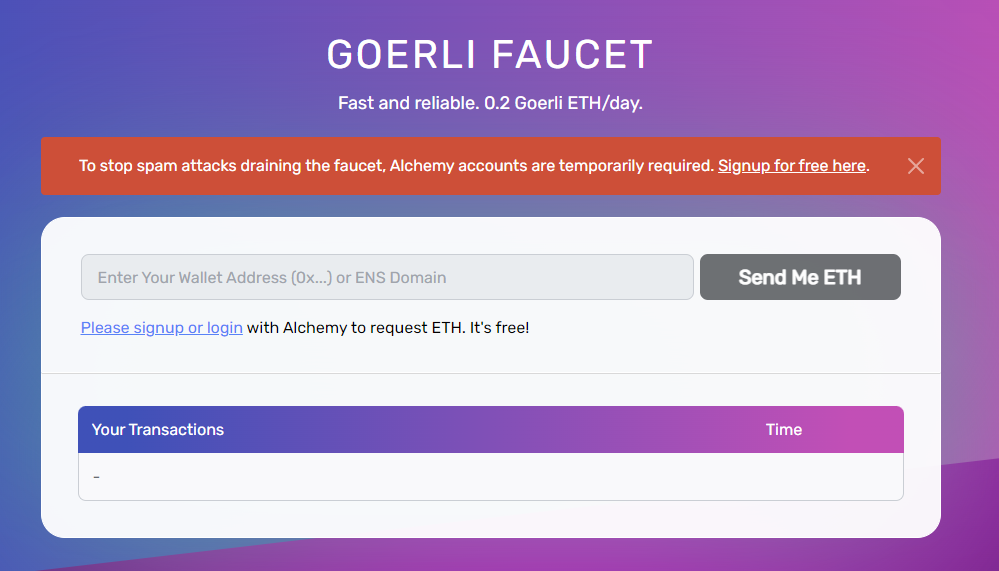 GOERLI FAUCET
Fast and reliable. 0.2 Goerli ETH/day.
To stop spam attacks draining the faucet, Alchemy accounts are temporarily required. Signup for free here.
Enter Your Wallet Address (0x...) or ENS Domain
Send Me ETH
Please signup or login with Alchemy to request ETH. It's free!
Your Transactions Time
-